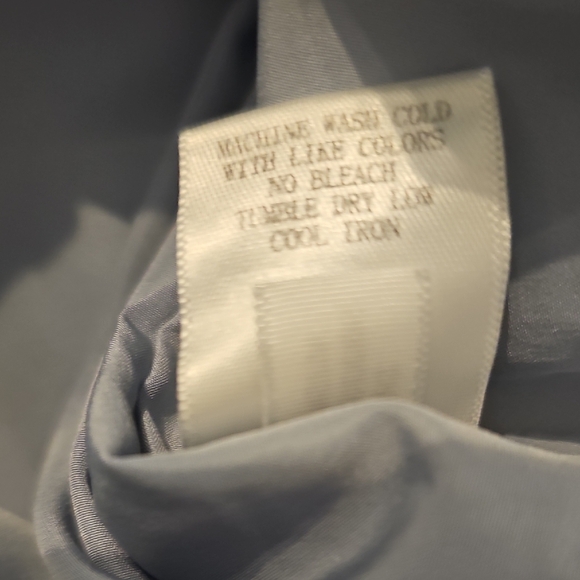 MACHINE WASH COLD
WITH LIKE COLORS
NO BLEACH
TUMBLE DRY LOW
COOL IRON